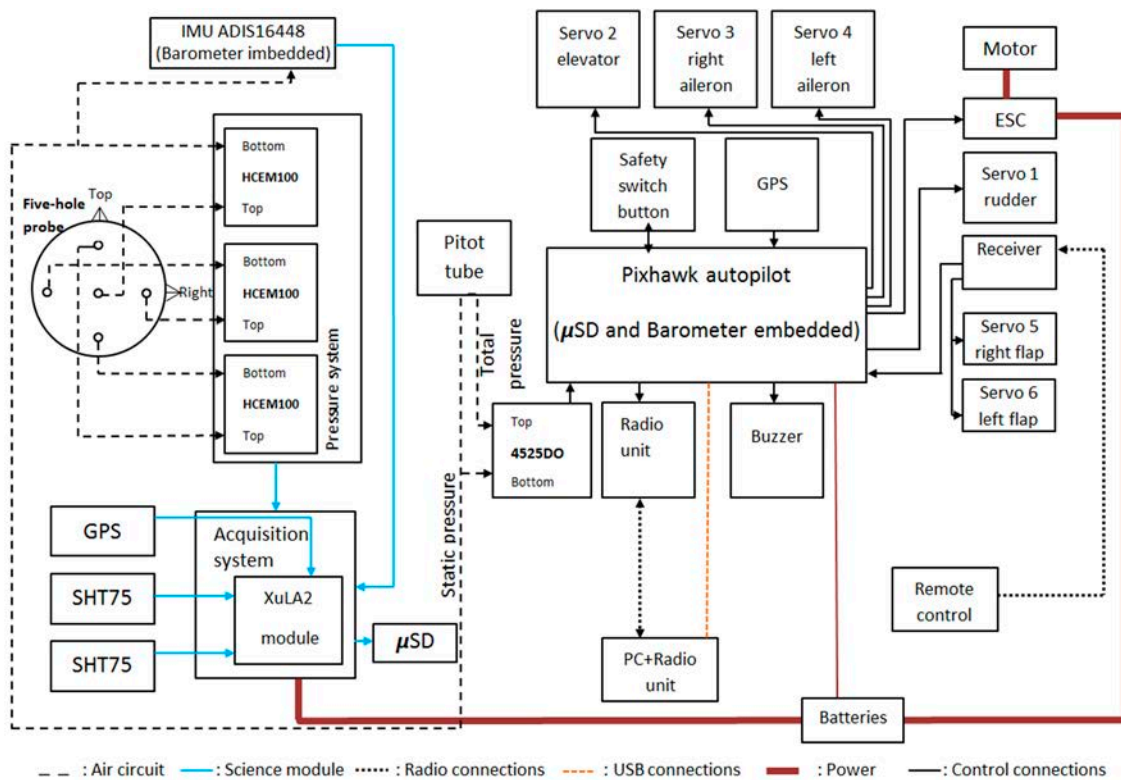 IMU ADIS16448
(Barometer imbedded)
Servo 2
elevator
Servo 3
right
aileron
Servo 4
left
aileron
Motor
ESC
Bottom
HCEM100
Top
Five-hole
probe
Top
Right
Bottom
HCEM100
Top
Bottom
HCEM100
Top
Pressure system
Safety
switch
button
GPS
Servo 1
rudder
Pitot
tube
Pixhawk autopilot
(μSD and Barometer embedded)
Receiver
Servo 5
right flap
Servo 6
left flap
Total
pressure
Static pressure
Top
4525DO
Bottom
Radio
unit
Buzzer
GPS
SHT75
SHT75
Acquisition
system
XuLA2
module
μSD
Remote
control
PC+Radio
unit
Batteries
: Air circuit
: Science module
: Radio connections
: USB connections
: Power
: Control connections